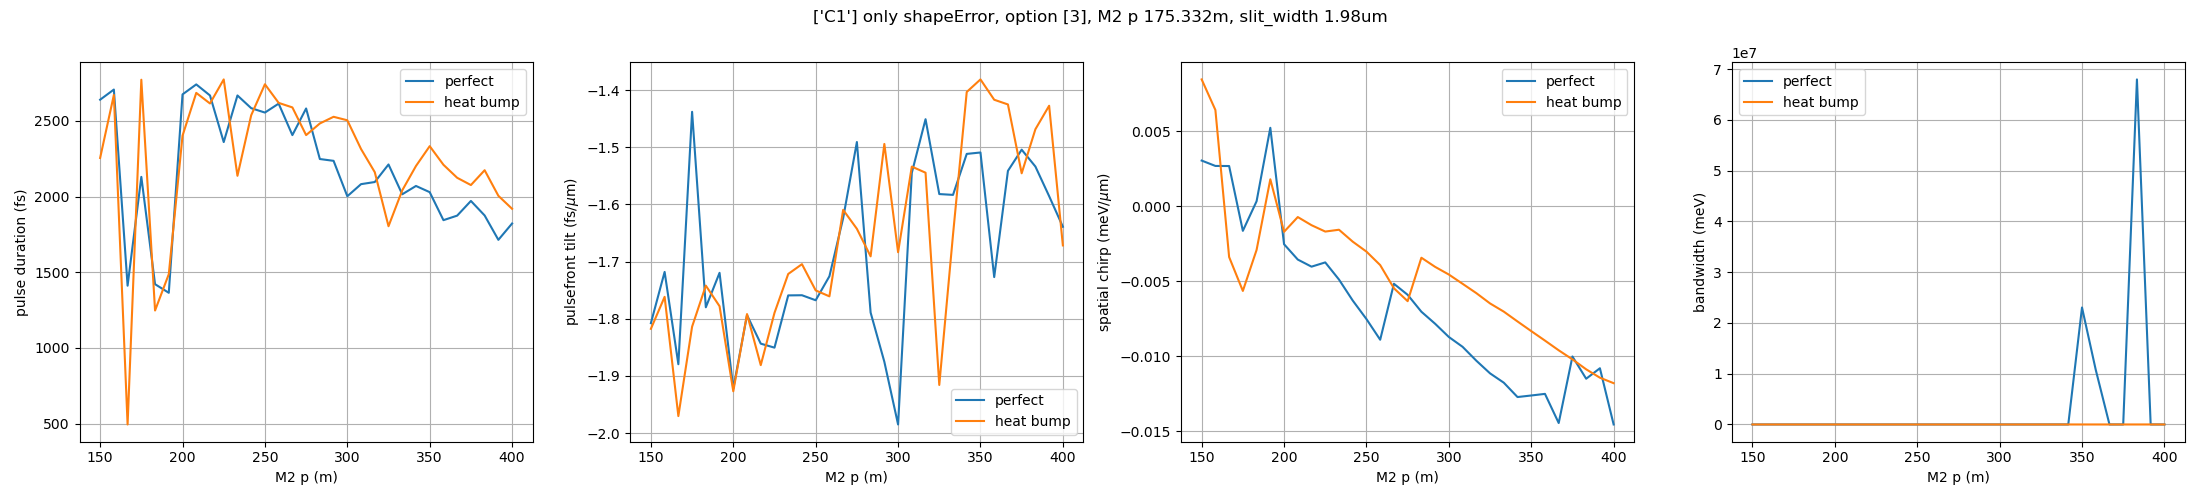 ['C1'] only shapeError, option [3], M2 p 175.332m, slit_width 1.98um
pulse duration (fs)
2500
2000
1500
1000
500
150 200 250 300 350 400
M2 p (m)
perfect
heat bump
pulsefront tilt (fs/μm)
−1.4
−1.5
−1.6
−1.7
−1.8
−1.9
−2.0
150 200 250 300 350 400
M2 p (m)
perfect
heat bump
spatial chirp (meV/μm)
0.005
0.000
−0.005
−0.010
−0.015
150 200 250 300 350 400
M2 p (m)
perfect
heat bump
bandwidth (meV)
1e7
7
6
5
4
3
2
1
0
150 200 250 300 350 400
M2 p (m)
perfect
heat bump